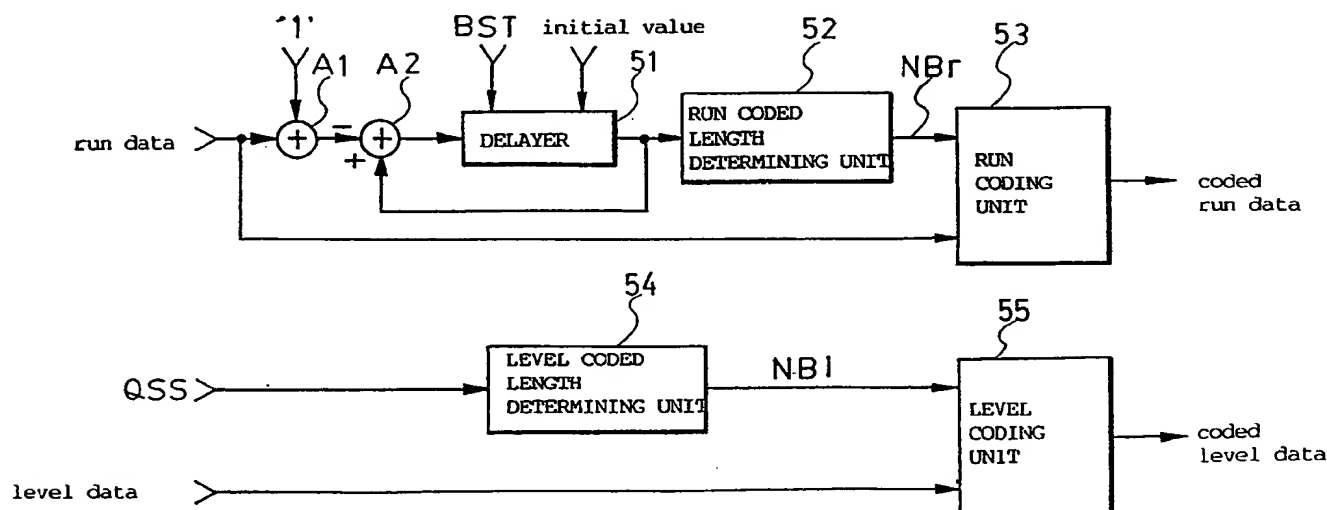 '1'
BST
initial value
52
53
A1
A2
51
NBr
run data
+
−
+
+
DELAYER
RUN CODED
LENGTH
DETERMINING UNIT
RUN
CODING
UNIT
coded
run data
54
55
QSS
LEVEL CODED
LENGTH
DETERMINING UNIT
NBl
LEVEL
CODING
UNIT
coded
level data
level data